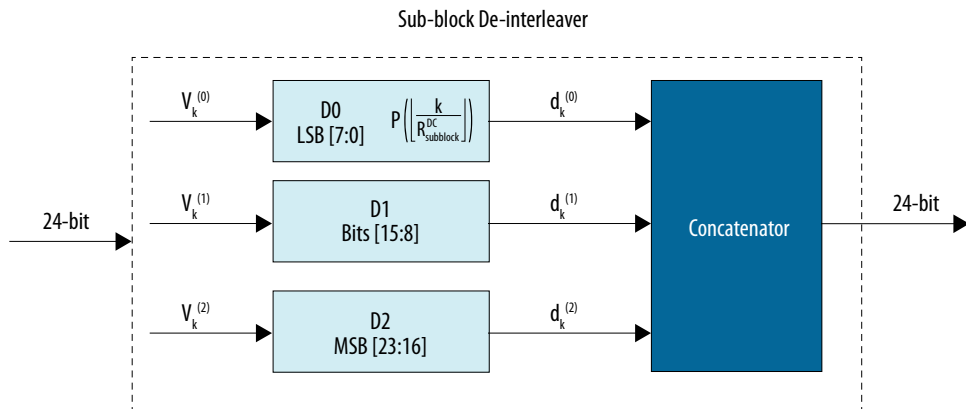 Sub-block De-interleaver
24-bit
V_k^(0)
D0
LSB [7:0]
P(⌊k / R_subblock^DC⌋)
d_k^(0)
V_k^(1)
D1
Bits [15:8]
d_k^(1)
V_k^(2)
D2
MSB [23:16]
d_k^(2)
Concatenator
24-bit